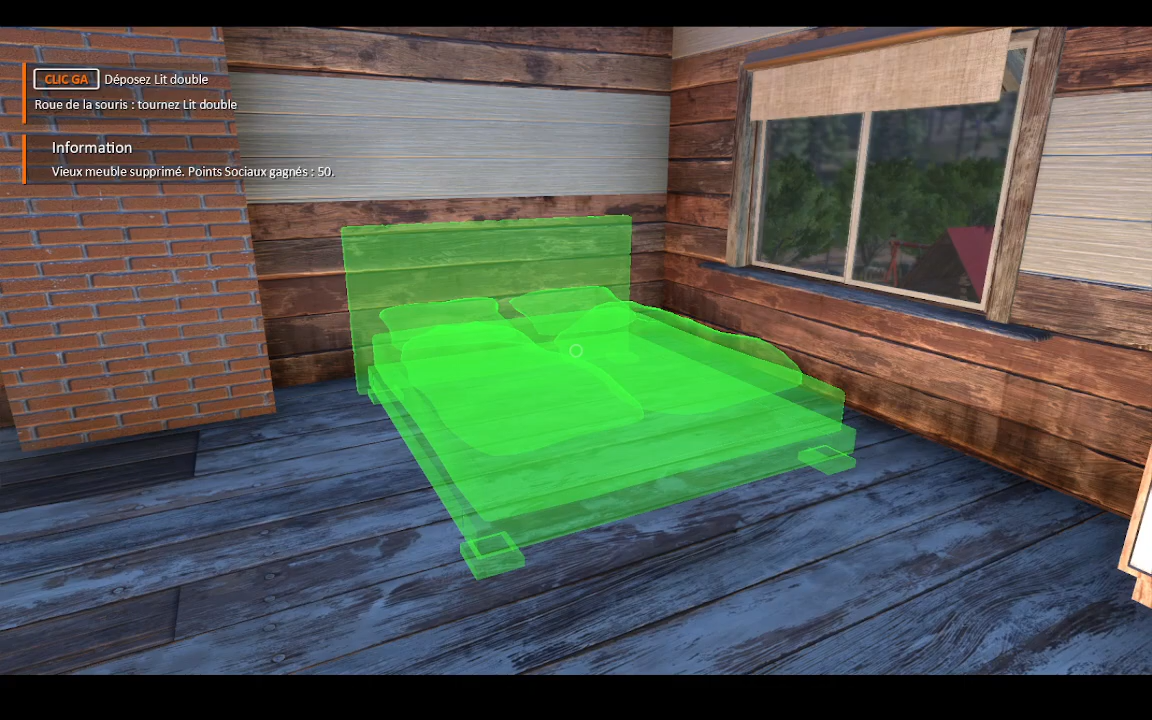 CLIC GA Déposez Lit double
Roue de la souris : tournez Lit double
Information
Vieux meuble supprimé. Points Sociaux gagnés : 50.